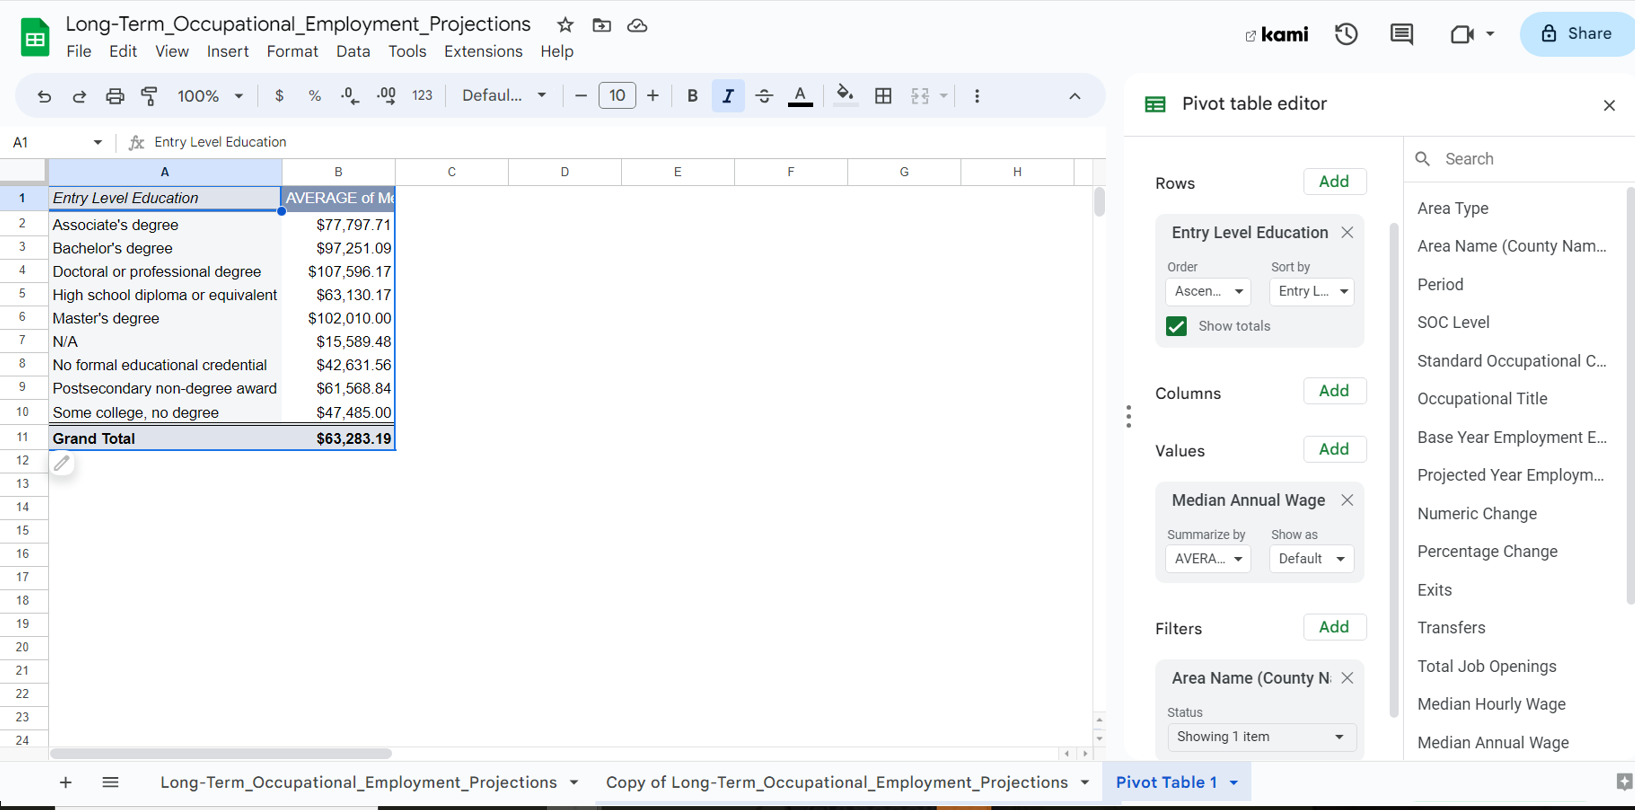 Long-Term_Occupational_Employment_Projections
File Edit View Insert Format Data Tools Extensions Help
kami
Share
100% $ % .0 .00 123 Defaul... − 10 + B I A
A1 fx Entry Level Education
A B C D E F G H
1 Entry Level Education AVERAGE of Me
2 Associate's degree $77,797.71
3 Bachelor's degree $97,251.09
4 Doctoral or professional degree $107,596.17
5 High school diploma or equivalent $63,130.17
6 Master's degree $102,010.00
7 N/A $15,589.48
8 No formal educational credential $42,631.56
9 Postsecondary non-degree award $61,568.84
10 Some college, no degree $47,485.00
11 Grand Total $63,283.19
12
13
14
15
16
17
18
19
20
21
22
23
24
Pivot table editor
Rows Add
Entry Level Education
Order Sort by
Ascen... Entry L...
Show totals
Columns Add
Values Add
Median Annual Wage
Summarize by Show as
AVERA... Default
Filters Add
Area Name (County Na
Status
Showing 1 item
Search
Area Type
Area Name (County Nam...
Period
SOC Level
Standard Occupational C...
Occupational Title
Base Year Employment E...
Projected Year Employm...
Numeric Change
Percentage Change
Exits
Transfers
Total Job Openings
Median Hourly Wage
Median Annual Wage
Long-Term_Occupational_Employment_Projections Copy of Long-Term_Occupational_Employment_Projections Pivot Table 1